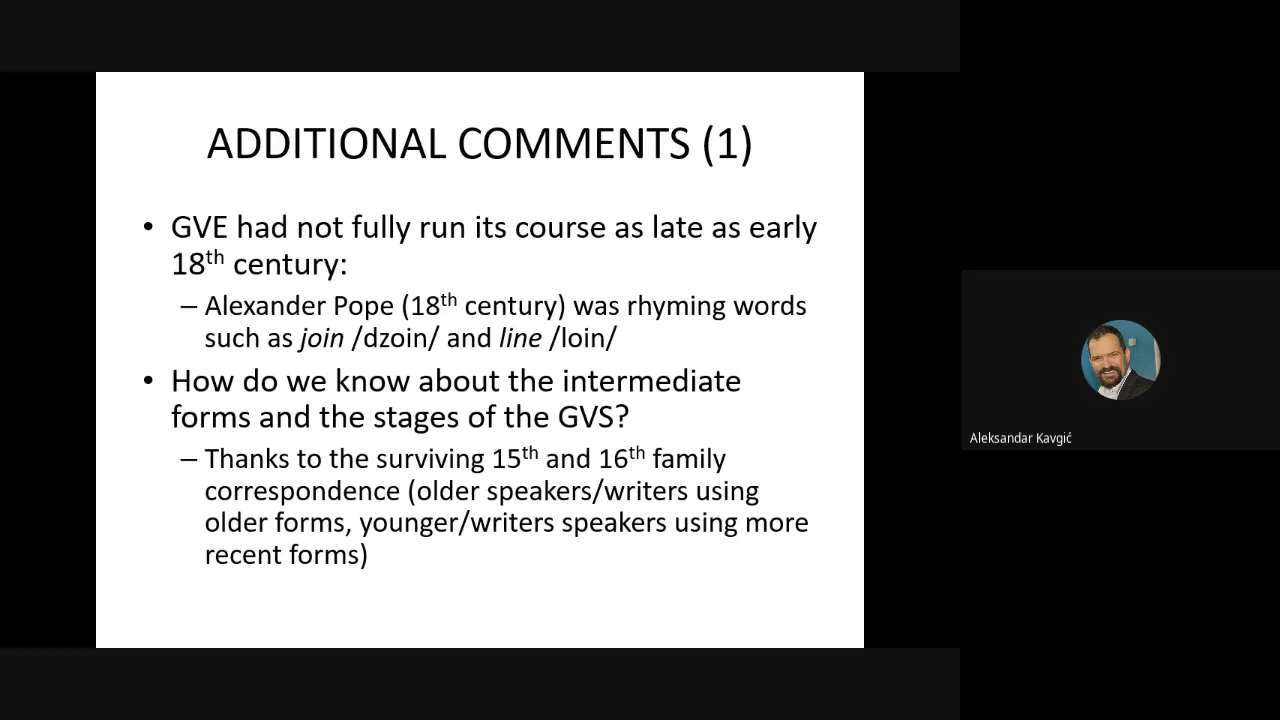 ADDITIONAL COMMENTS (1)
• GVE had not fully run its course as late as early
18th century:
– Alexander Pope (18th century) was rhyming words
such as join /dzoin/ and line /loin/
• How do we know about the intermediate
forms and the stages of the GVS?
– Thanks to the surviving 15th and 16th family
correspondence (older speakers/writers using
older forms, younger/writers speakers using more
recent forms)
Aleksandar Kavgić